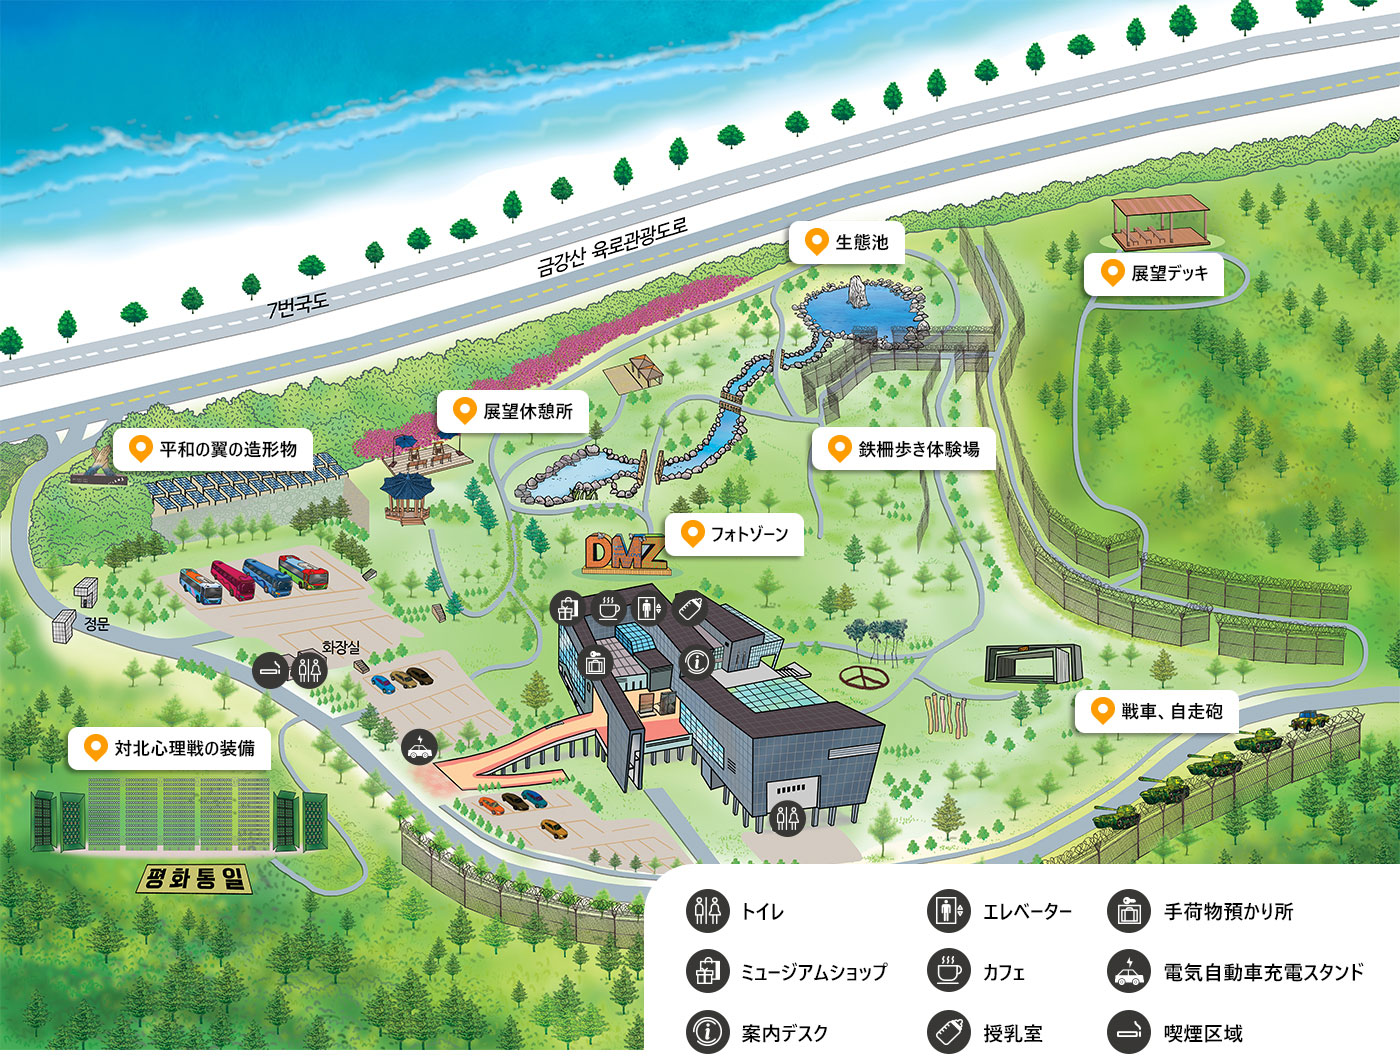 生態池
금강산 육로관광도로
展望デッキ
7번국도
展望休憩所
平和の翼の造形物
鉄柵歩き体験場
フォトゾーン
DMZ
정문
화장실
戦車、自走砲
対北心理戦の装備
평화통일
トイレ
エレベーター
手荷物預かり所
ミュージアムショップ
カフェ
電気自動車充電スタンド
案内デスク
授乳室
喫煙区域